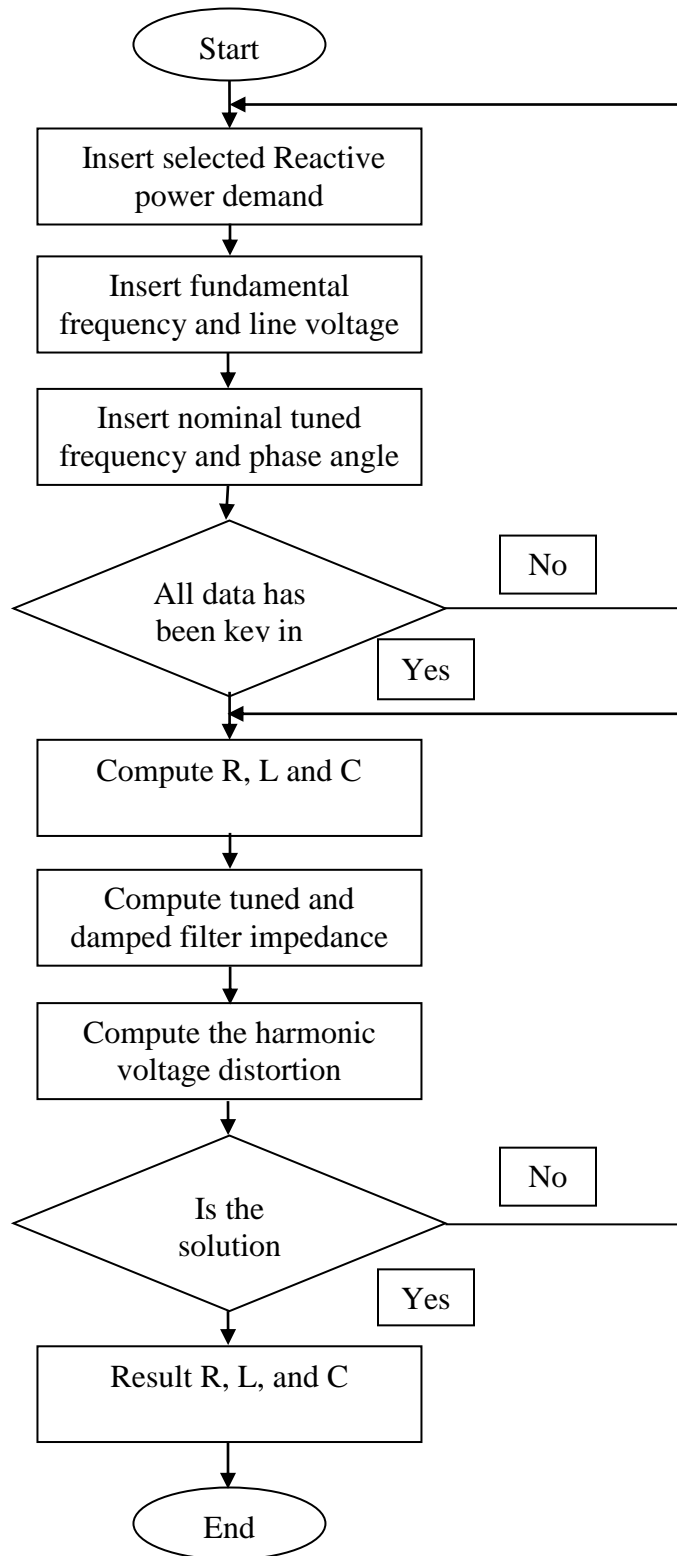 Start
Insert selected Reactive
power demand
Insert fundamental
frequency and line voltage
Insert nominal tuned
frequency and phase angle
No
All data has
been key in
Yes
Compute R, L and C
Compute tuned and
damped filter impedance
Compute the harmonic
voltage distortion
No
Is the
solution
Yes
Result R, L, and C
End